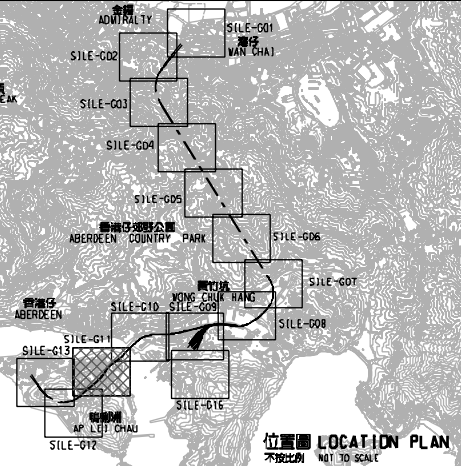 金鐘
ADMIRALTY
SILE-G01
灣仔
WAN CHAI
SILE-G02
EAK
SILE-G03
SILE-G04
SILE-G05
香港仔郊野公園
ABERDEEN COUNTRY PARK
SILE-G06
黃竹坑
WONG CHUK HANG
SILE-G07
香港仔
ABERDEEN
SILE-G10
SILE-G09
SILE-G08
SILE-G11
SILE-G13
鴨脷洲
AP LEI CHAU
SILE-G12
SILE-G16
位置圖 LOCATION PLAN
不按比例 NOT TO SCALE